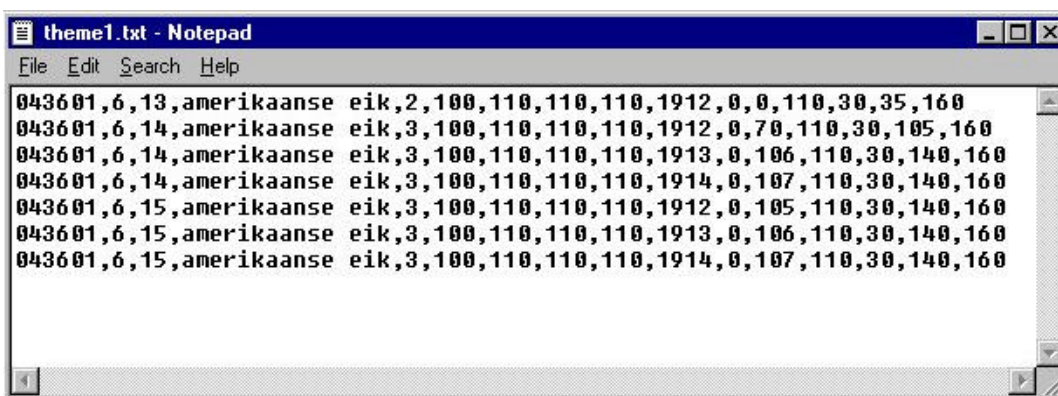 theme1.txt - Notepad
File Edit Search Help
043601,6,13,amerikaanse eik,2,100,110,110,110,1912,0,0,110,30,35,160
043601,6,14,amerikaanse eik,3,100,110,110,110,1912,0,70,110,30,105,160
043601,6,14,amerikaanse eik,3,100,110,110,110,1913,0,106,110,30,140,160
043601,6,14,amerikaanse eik,3,100,110,110,110,1914,0,107,110,30,140,160
043601,6,15,amerikaanse eik,3,100,110,110,110,1912,0,105,110,30,140,160
043601,6,15,amerikaanse eik,3,100,110,110,110,1913,0,106,110,30,140,160
043601,6,15,amerikaanse eik,3,100,110,110,110,1914,0,107,110,30,140,160